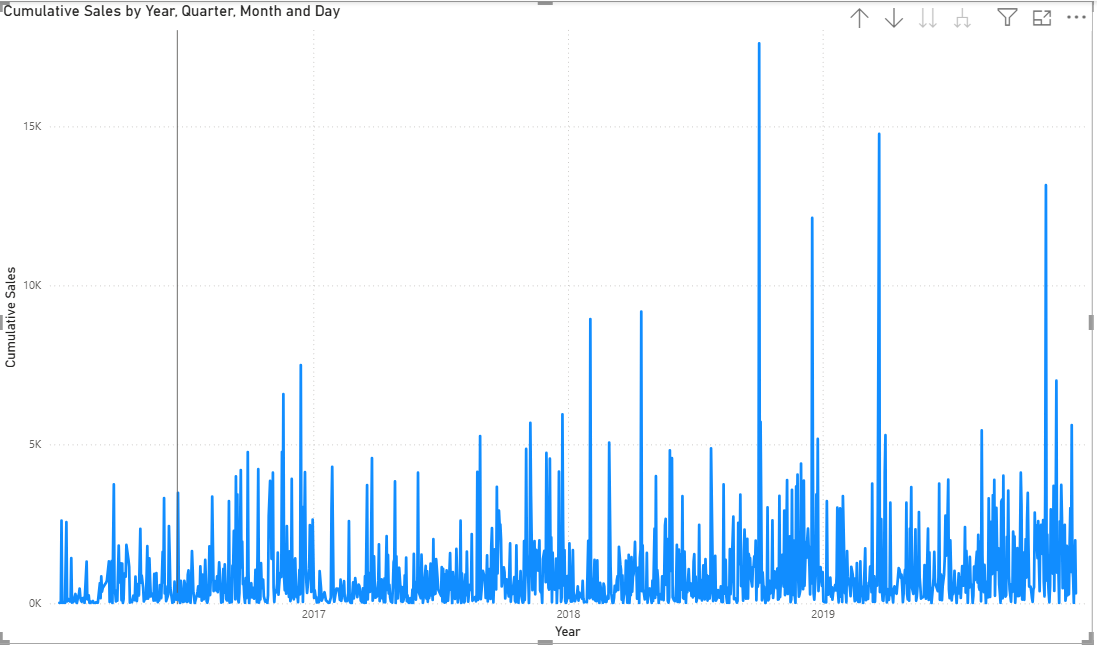 Cumulative Sales by Year, Quarter, Month and Day
15K
10K
5K
0K
Cumulative Sales
2017 2018 2019
Year